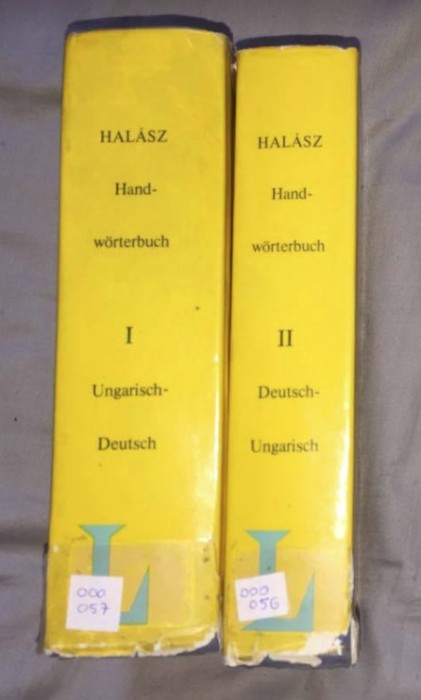 HALÁSZ
Hand-
wörterbuch
I
Ungarisch-
Deutsch
L
000
057
HALÁSZ
Hand-
wörterbuch
II
Deutsch-
Ungarisch
L
000
056